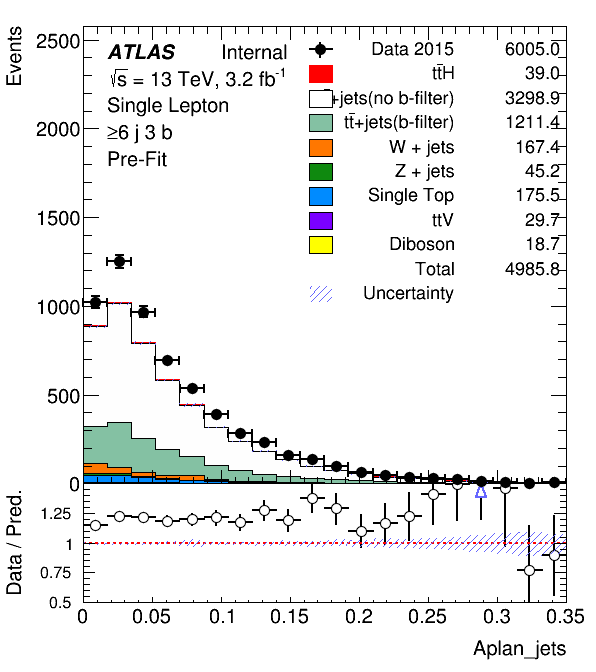 Events
2500
2000
1500
1000
500
0
ATLAS Internal
√s = 13 TeV, 3.2 fb⁻¹
Single Lepton
≥6 j 3 b
Pre-Fit
Data 2015 6005.0
tt̄H 39.0
+jets(no b-filter) 3298.9
tt̄+jets(b-filter) 1211.4
W + jets 167.4
Z + jets 45.2
Single Top 175.5
ttV 29.7
Diboson 18.7
Total 4985.8
Uncertainty
Data / Pred.
1.25
1
0.75
0.5
0 0.05 0.1 0.15 0.2 0.25 0.3 0.35
Aplan_jets